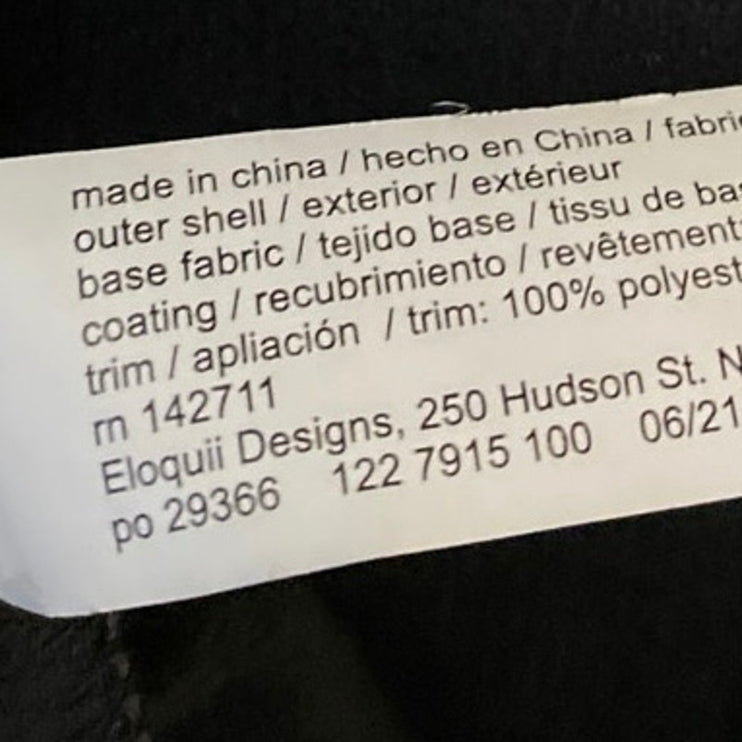 made in china / hecho en China / fabri
outer shell / exterior / extérieur
base fabric / tejido base / tissu de ba
coating / recubrimiento / revêtement
trim / apliación / trim: 100% polyest
rn 142711
Eloquii Designs, 250 Hudson St. N
po 29366 122 7915 100 06/21